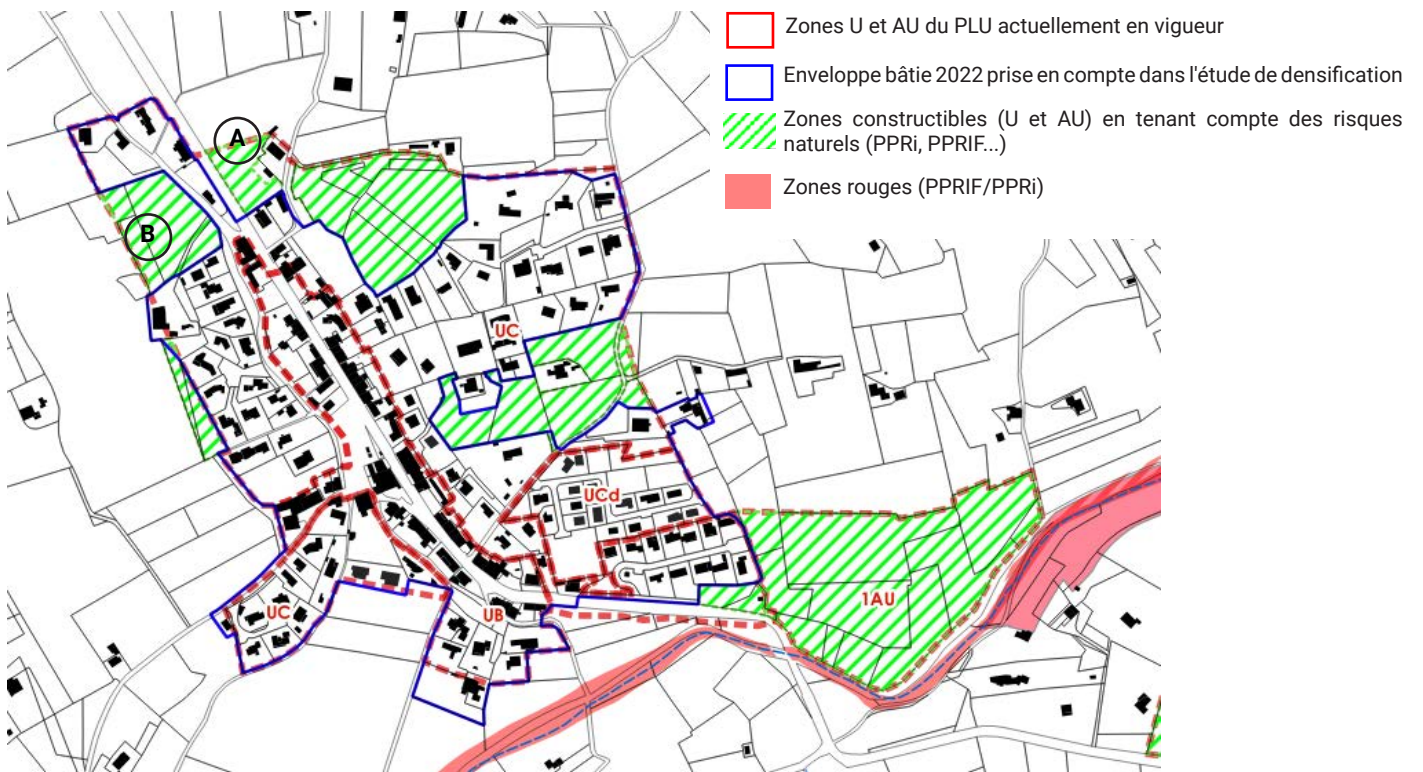 Zones U et AU du PLU actuellement en vigueur
Enveloppe bâtie 2022 prise en compte dans l'étude de densification
Zones constructibles (U et AU) en tenant compte des risques
naturels (PPRi, PPRIF...)
Zones rouges (PPRIF/PPRi)
A
B
UC
UCd
1AU
UC
UB